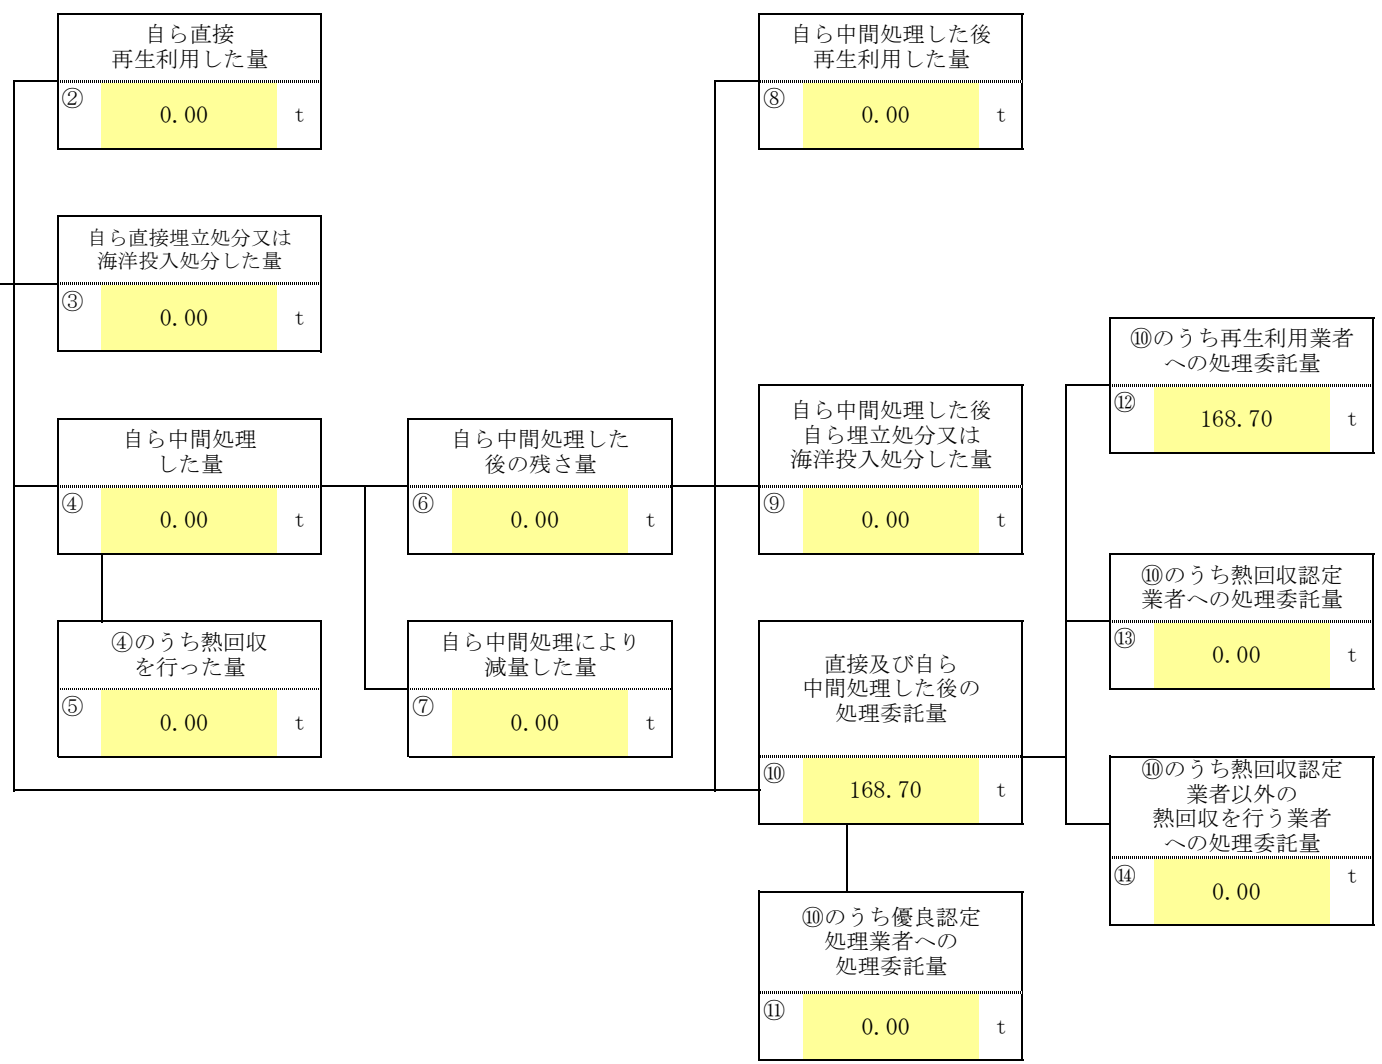 自ら直接
再生利用した量
② 0.00 t
自ら中間処理した後
再生利用した量
⑧ 0.00 t
自ら直接埋立処分又は
海洋投入処分した量
③ 0.00 t
⑩のうち再生利用業者
への処理委託量
⑫ 168.70 t
自ら中間処理
した量
④ 0.00 t
自ら中間処理した
後の残さ量
⑥ 0.00 t
自ら中間処理した後
自ら埋立処分又は
海洋投入処分した量
⑨ 0.00 t
⑩のうち熱回収認定
業者への処理委託量
⑬ 0.00 t
④のうち熱回収
を行った量
⑤ 0.00 t
自ら中間処理により
減量した量
⑦ 0.00 t
直接及び自ら
中間処理した後の
処理委託量
⑩ 168.70 t
⑩のうち熱回収認定
業者以外の
熱回収を行う業者
への処理委託量
⑭ 0.00 t
⑩のうち優良認定
処理業者への
処理委託量
⑪ 0.00 t